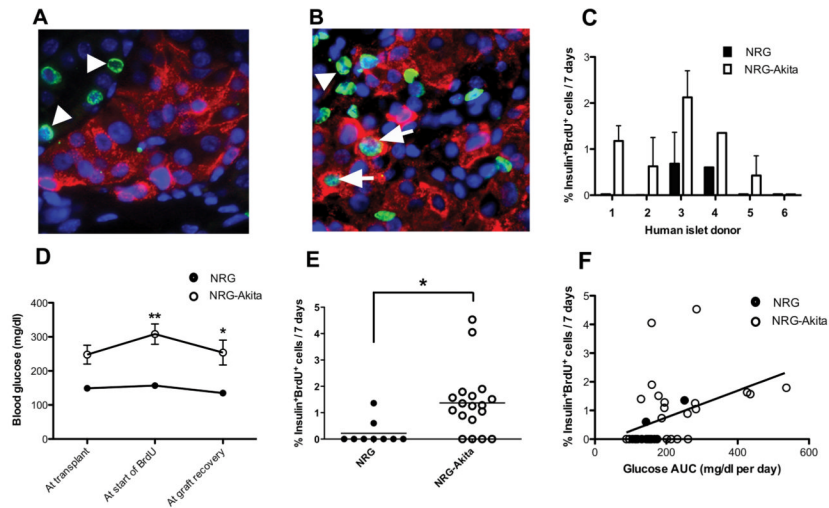 A
B
C
NRG
NRG-Akita
% Insulin+BrdU+ cells / 7 days
3
2
1
0
1 2 3 4 5 6
Human islet donor
D
NRG
NRG-Akita
Blood glucose (mg/dl)
400
300
200
100
0
**
*
At transplant
At start of BrdU
At graft recovery
E
*
% Insulin+BrdU+ cells / 7 days
5
4
3
2
1
0
NRG
NRG-Akita
F
NRG
NRG-Akita
% Insulin+BrdU+ cells / 7 days
5
4
3
2
1
0
0 200 400 600
Glucose AUC (mg/dl per day)